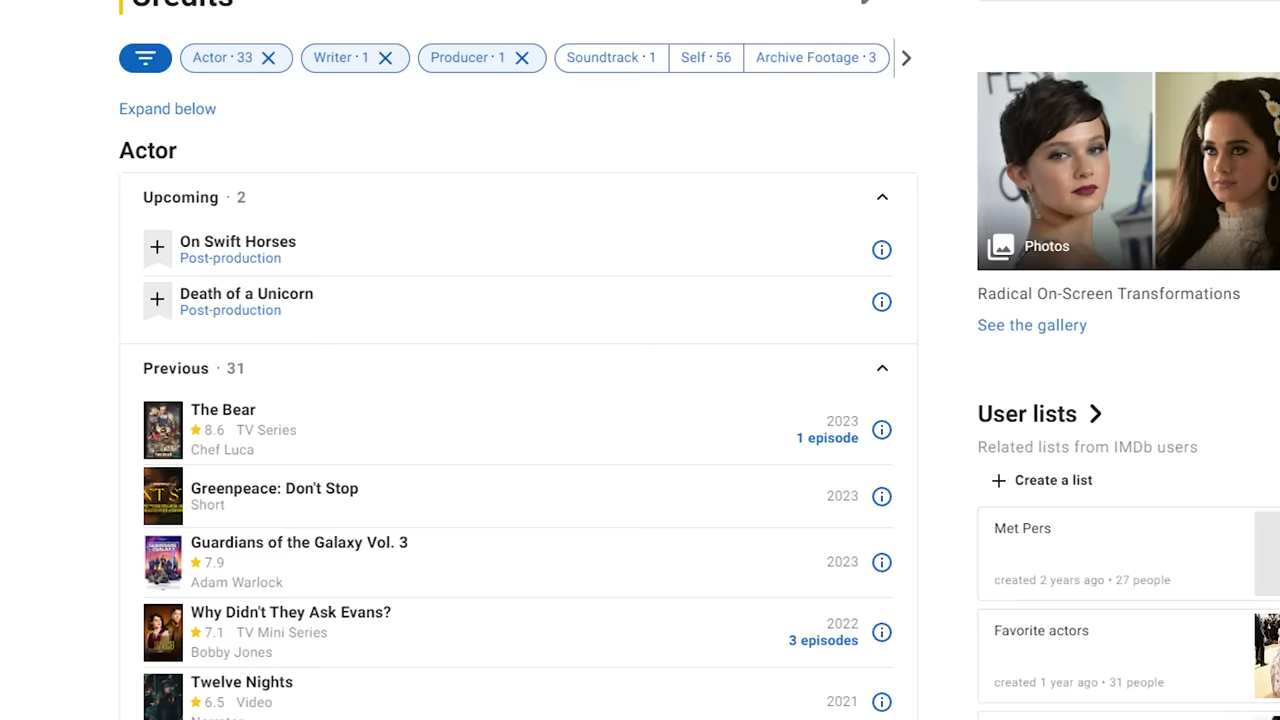 Credits
Actor · 33
Writer · 1
Producer · 1
Soundtrack · 1
Self · 56
Archive Footage · 3
Expand below
Actor
Upcoming · 2
On Swift Horses
Post-production
Death of a Unicorn
Post-production
Previous · 31
The Bear
8.6 TV Series
Chef Luca
2023
1 episode
Greenpeace: Don't Stop
Short
2023
Guardians of the Galaxy Vol. 3
7.9
Adam Warlock
2023
Why Didn't They Ask Evans?
7.1 TV Mini Series
Bobby Jones
2022
3 episodes
Twelve Nights
6.5 Video
Narrator
2021
Photos
Radical On-Screen Transformations
See the gallery
User lists
Related lists from IMDb users
Create a list
Met Pers
created 2 years ago • 27 people
Favorite actors
created 1 year ago • 31 people